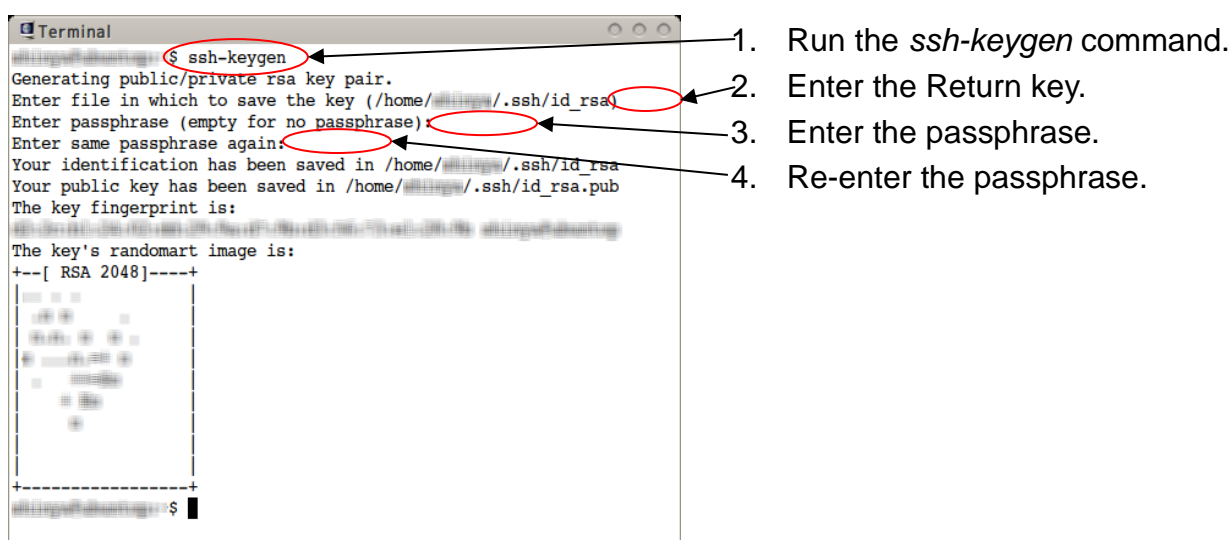 Terminal
$ ssh-keygen
Generating public/private rsa key pair.
Enter file in which to save the key (/home/ /.ssh/id_rsa)
Enter passphrase (empty for no passphrase):
Enter same passphrase again:
Your identification has been saved in /home/ /.ssh/id_rsa
Your public key has been saved in /home/ /.ssh/id_rsa.pub
The key fingerprint is:
The key's randomart image is:
+--[ RSA 2048]----+
+-----------------+
$
1. Run the ssh-keygen command.
2. Enter the Return key.
3. Enter the passphrase.
4. Re-enter the passphrase.